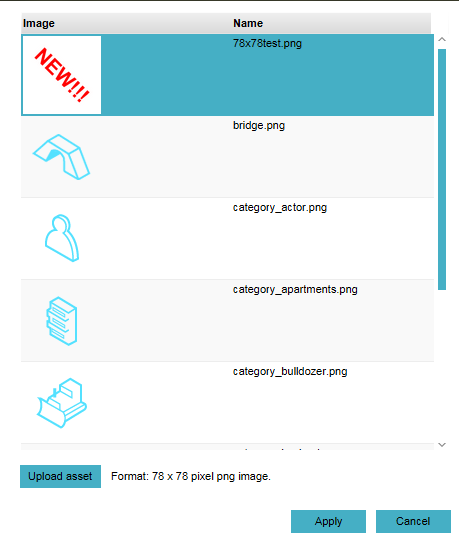 Image Name
78x78test.png
NEW!!!
bridge.png
category_actor.png
category_apartments.png
category_bulldozer.png
Upload asset Format: 78 x 78 pixel png image.
Apply Cancel